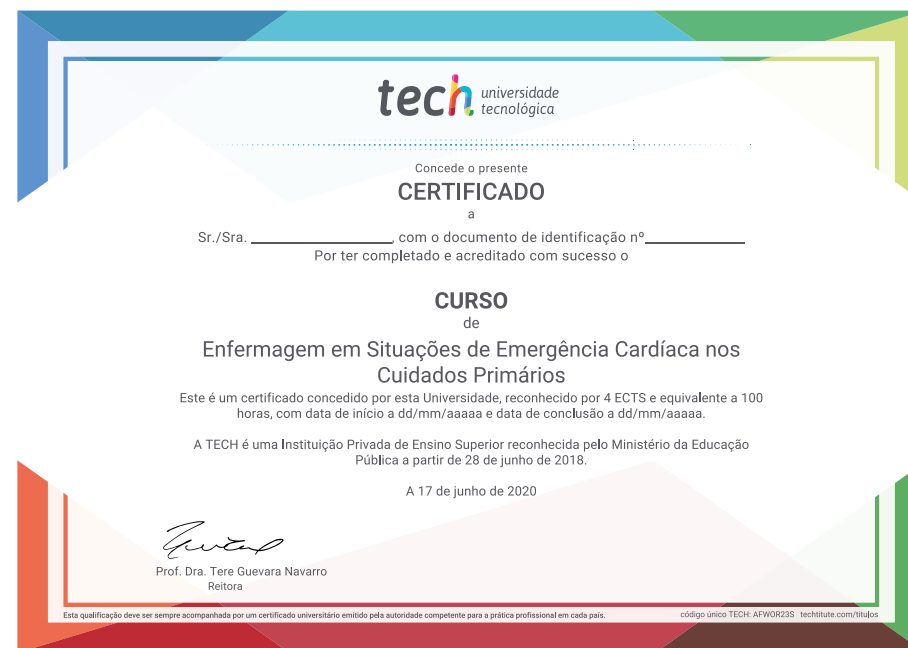 tech universidade
tecnológica
Concede o presente
CERTIFICADO
a
Sr./Sra. ____________________, com o documento de identificação nº______________
Por ter completado e acreditado com sucesso o
CURSO
de
Enfermagem em Situações de Emergência Cardíaca nos
Cuidados Primários
Este é um certificado concedido por esta Universidade, reconhecido por 4 ECTS e equivalente a 100
horas, com data de início a dd/mm/aaaaa e data de conclusão a dd/mm/aaaaa.
A TECH é uma Instituição Privada de Ensino Superior reconhecida pelo Ministério da Educação
Pública a partir de 28 de junho de 2018.
A 17 de junho de 2020
Prof. Dra. Tere Guevara Navarro
Reitora
Esta qualificação deve ser sempre acompanhada por um certificado universitário emitido pela autoridade competente para a prática profissional em cada país. código único TECH: AFWOR23S techtitute.com/titulos